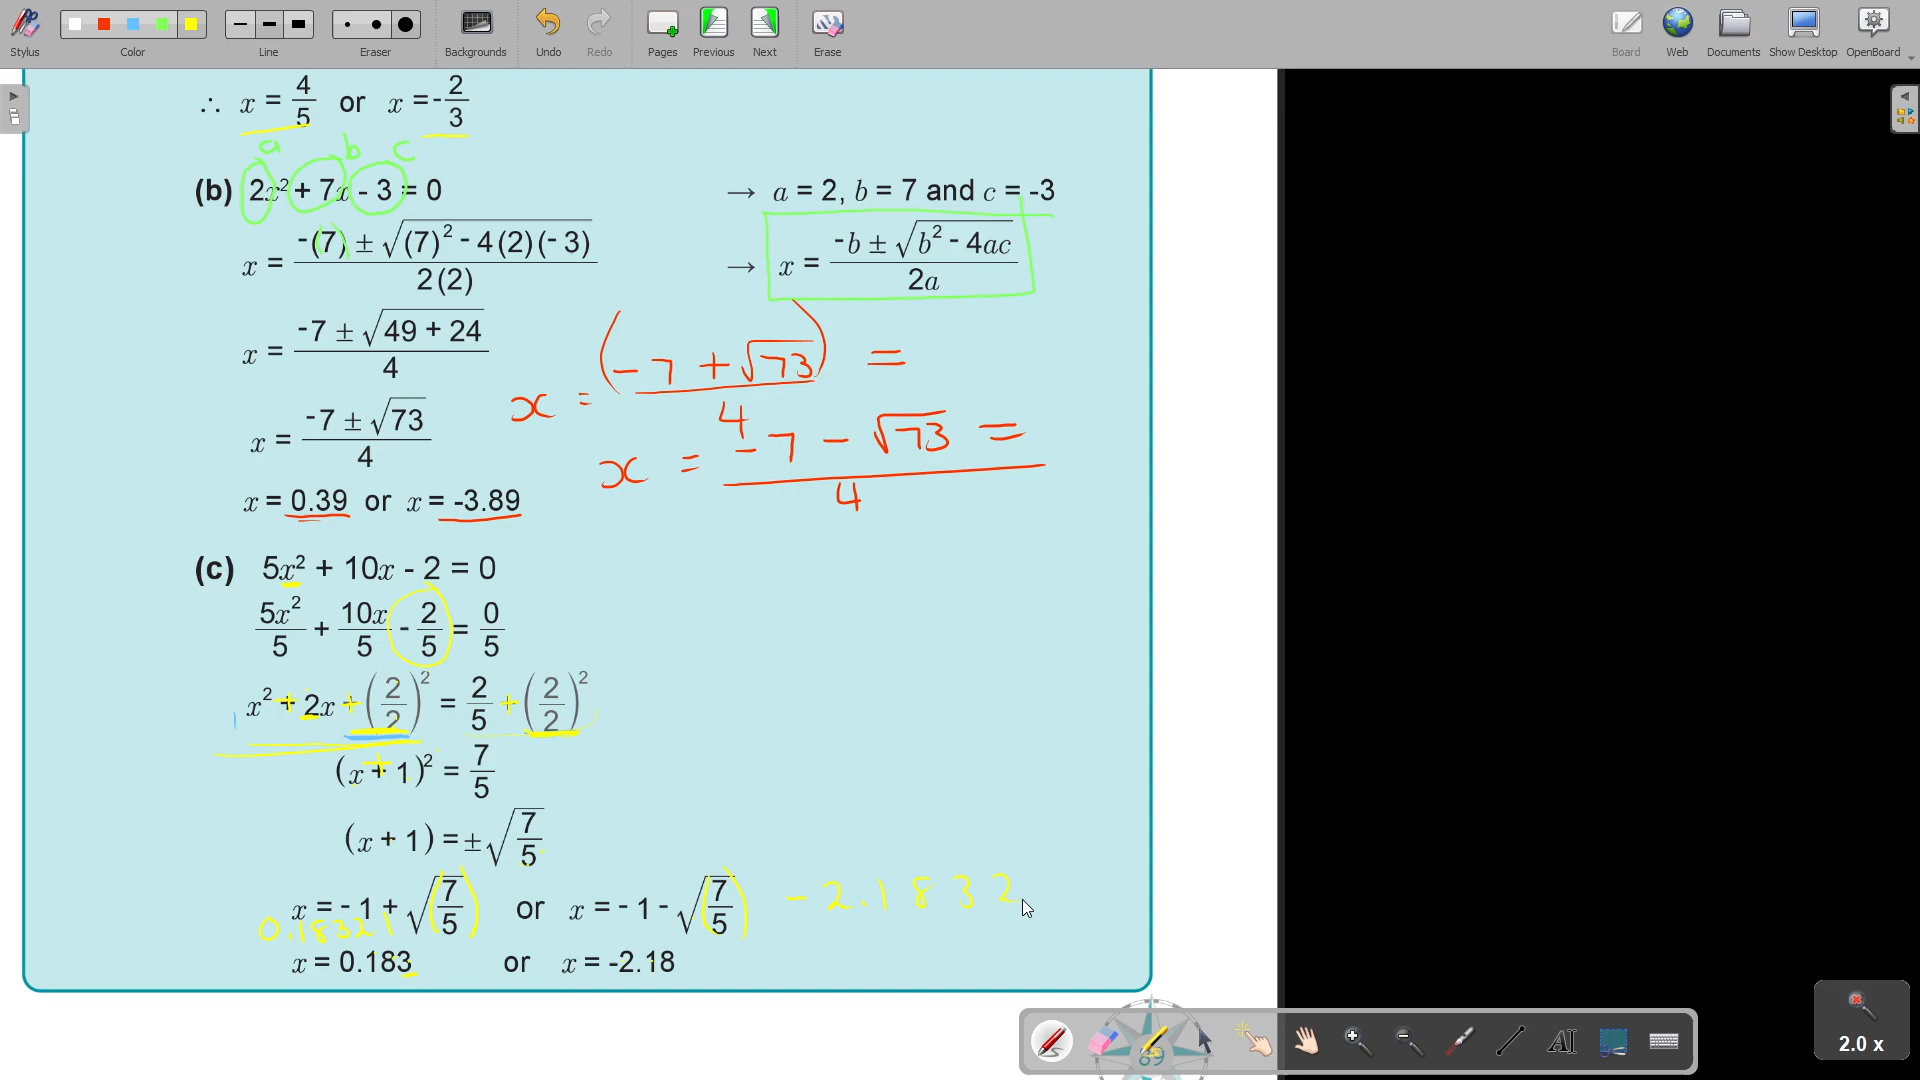 Stylus Color Line Eraser Backgrounds Undo Redo Pages Previous Next Erase Board Web Documents Show Desktop OpenBoard
∴ x = 4/5 or x = -2/3
a b c
(b) 2x² + 7x - 3 = 0 → a = 2, b = 7 and c = -3
x = (-(7) ± √((7)² - 4(2)(-3)))/(2(2)) → x = (-b ± √(b² - 4ac))/(2a)
x = (-7 ± √(49 + 24))/4
x = (-7 + √73)/4 =
x = (-7 ± √73)/4
x = (-7 - √73)/4 =
x = 0.39 or x = -3.89
(c) 5x² + 10x - 2 = 0
5x²/5 + 10x/5 - 2/5 = 0/5
x² + 2x + (2/2)² = 2/5 + (2/2)²
(x + 1)² = 7/5
(x + 1) = ± √(7/5)
x = - 1 + √(7/5) or x = - 1 - √(7/5) -2.1832
0.18321
x = 0.183 or x = -2.18
89
AI
2.0 x